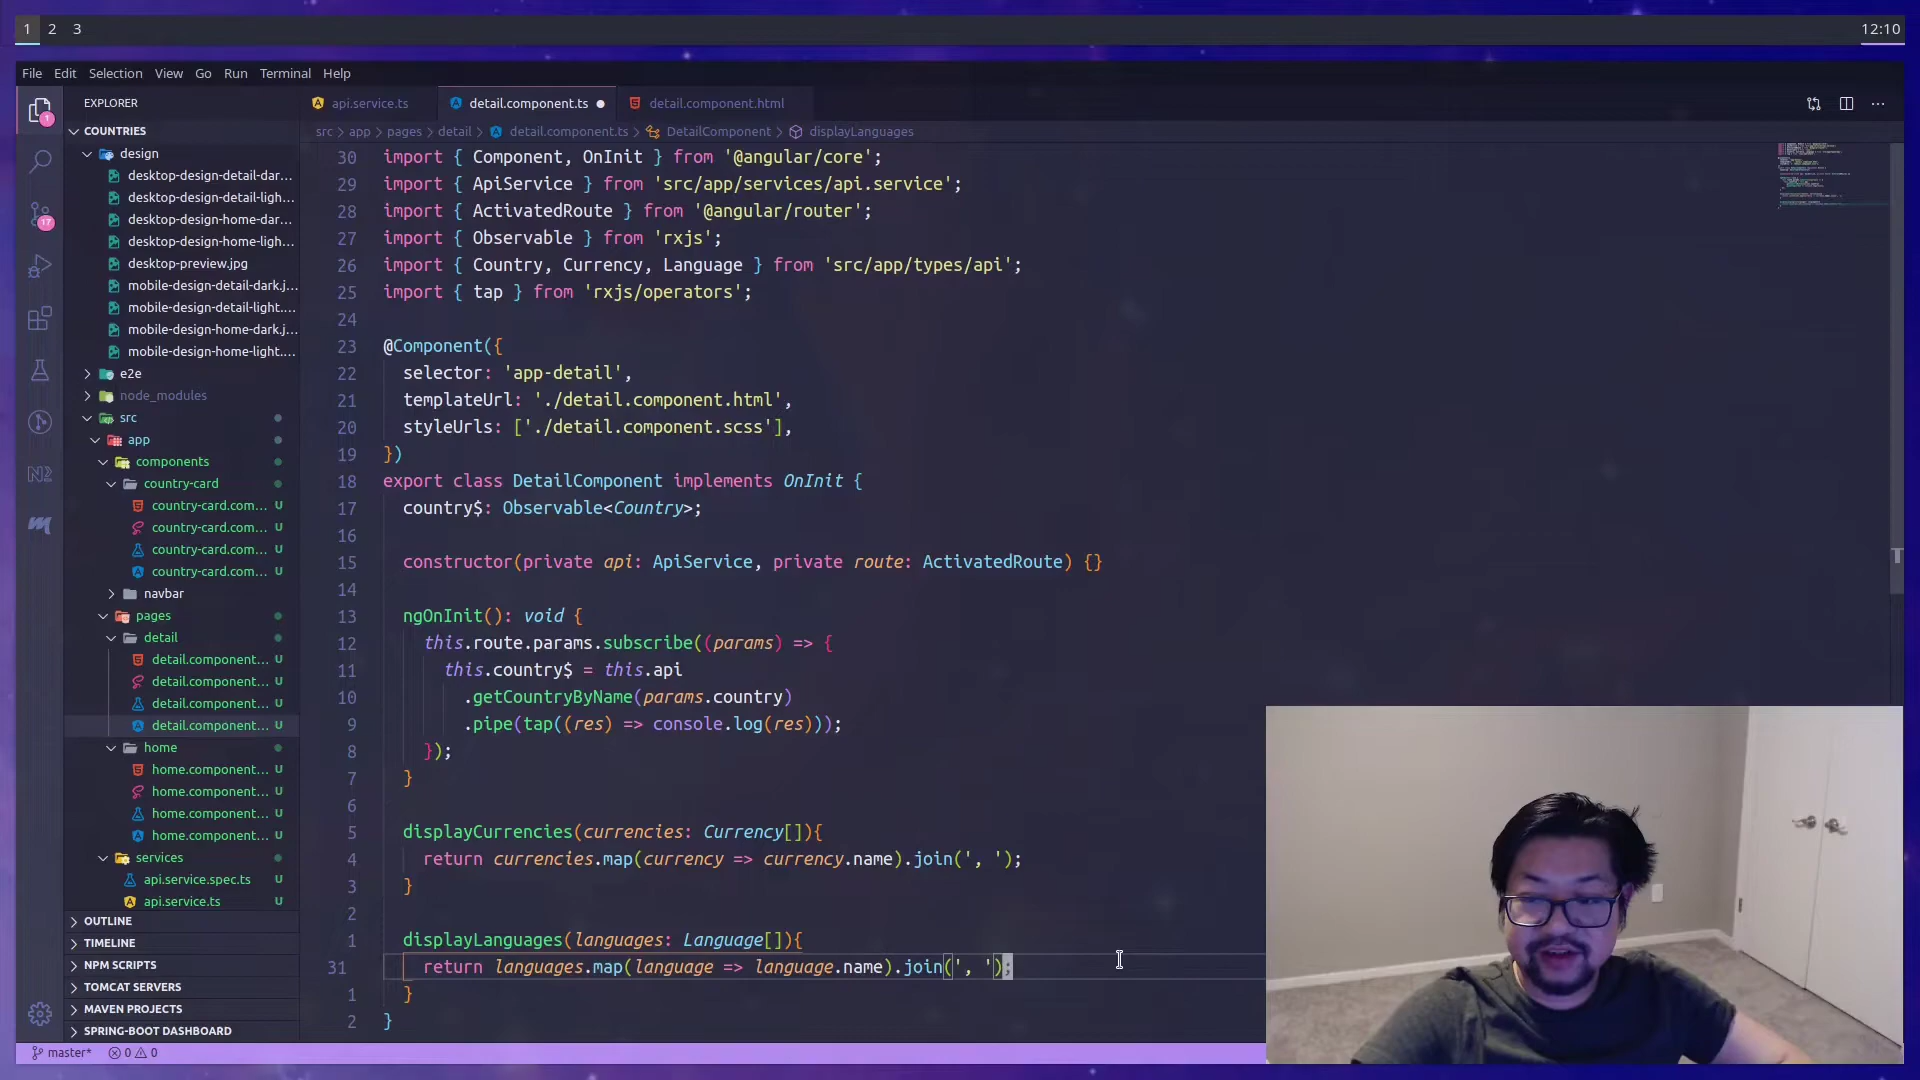 1 2 3
12:10
File Edit Selection View Go Run Terminal Help
EXPLORER
COUNTRIES
design
desktop-design-detail-dar...
desktop-design-detail-ligh...
desktop-design-home-dar...
desktop-design-home-ligh...
desktop-preview.jpg
mobile-design-detail-dark.j...
mobile-design-detail-light....
mobile-design-home-dark.j...
mobile-design-home-light....
e2e
node_modules
src
app
components
country-card
country-card.com... U
country-card.com... U
country-card.com... U
country-card.com... U
navbar
pages
detail
detail.component... U
detail.component... U
detail.component... U
detail.component... U
home
home.component... U
home.component... U
home.component... U
home.component... U
services
api.service.spec.ts U
api.service.ts U
OUTLINE
TIMELINE
NPM SCRIPTS
TOMCAT SERVERS
MAVEN PROJECTS
SPRING-BOOT DASHBOARD
1
17
N2
api.service.ts detail.component.ts detail.component.html
src > app > pages > detail > detail.component.ts > DetailComponent > displayLanguages
30 import { Component, OnInit } from '@angular/core';
29 import { ApiService } from 'src/app/services/api.service';
28 import { ActivatedRoute } from '@angular/router';
27 import { Observable } from 'rxjs';
26 import { Country, Currency, Language } from 'src/app/types/api';
25 import { tap } from 'rxjs/operators';
24
23 @Component({
22 selector: 'app-detail',
21 templateUrl: './detail.component.html',
20 styleUrls: ['./detail.component.scss'],
19 })
18 export class DetailComponent implements OnInit {
17 country$: Observable<Country>;
16
15 constructor(private api: ApiService, private route: ActivatedRoute) {}
14
13 ngOnInit(): void {
12 this.route.params.subscribe((params) => {
11 this.country$ = this.api
10 .getCountryByName(params.country)
9 .pipe(tap((res) => console.log(res)));
8 });
7 }
6
5 displayCurrencies(currencies: Currency[]){
4 return currencies.map(currency => currency.name).join(', ');
3 }
2
1 displayLanguages(languages: Language[]){
31 return languages.map(language => language.name).join(', ');
1 }
2 }
master* 0 0